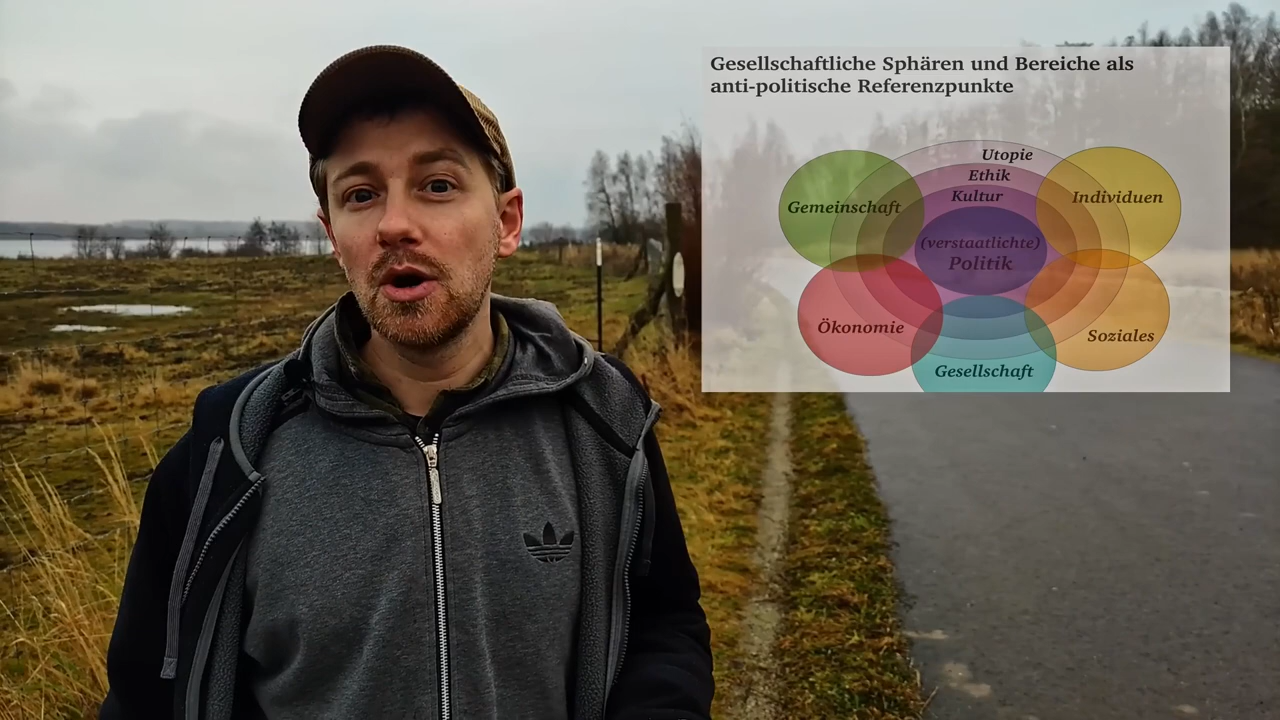 Gesellschaftliche Sphären und Bereiche als
anti-politische Referenzpunkte
Utopie
Ethik
Kultur
Gemeinschaft
Individuen
(verstaatlichte)
Politik
Ökonomie
Soziales
Gesellschaft